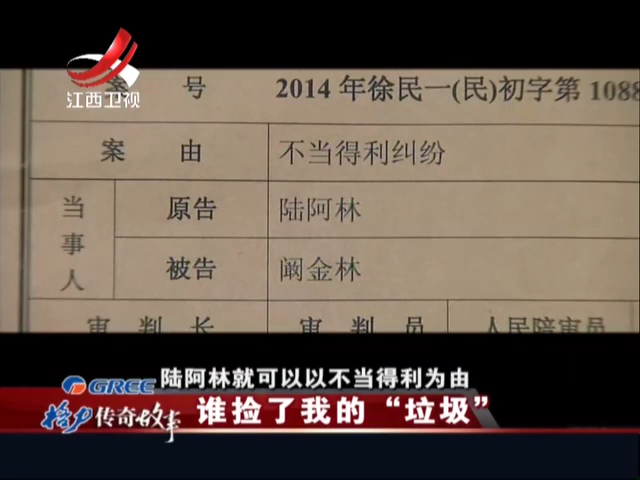 江西卫视
案 号
2014年徐民一(民)初字第1088
案 由
不当得利纠纷
当事人
原告
陆阿林
被告
阚金林
审 判 长
审 判 员
人民陪审员
陆阿林就可以以不当得利为由
GREE
格力传奇故事
谁捡了我的“垃圾”